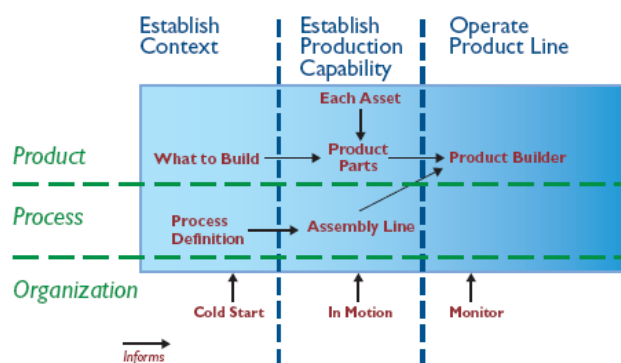 Establish
Context
Establish
Production
Capability
Operate
Product Line
Each Asset
Product
What to Build
Product
Parts
Product Builder
Process
Process
Definition
Assembly Line
Organization
Cold Start
In Motion
Monitor
Informs